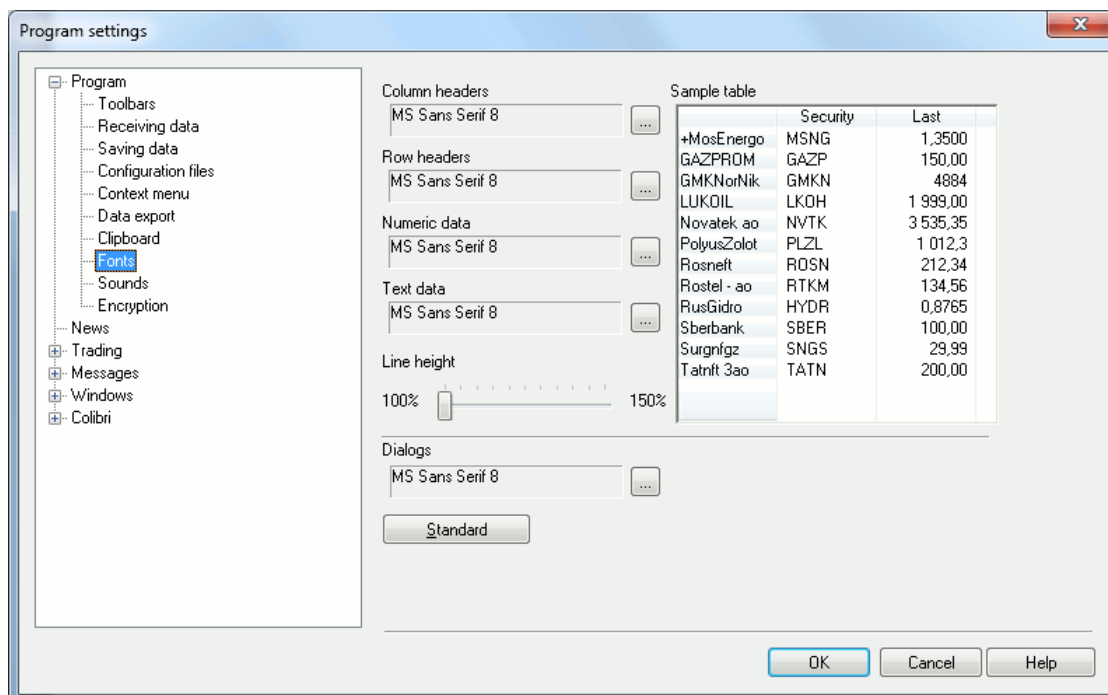 Program settings
Program
Toolbars
Receiving data
Saving data
Configuration files
Context menu
Data export
Clipboard
Fonts
Sounds
Encryption
News
Trading
Messages
Windows
Colibri
Column headers
MS Sans Serif 8
...
Row headers
MS Sans Serif 8
...
Numeric data
MS Sans Serif 8
...
Text data
MS Sans Serif 8
...
Line height
100% 150%
Sample table
Security Last
+MosEnergo MSNG 1,3500
GAZPROM GAZP 150,00
GMKNorNik GMKN 4884
LUKOIL LKOH 1 999,00
Novatek ao NVTK 3 535,35
PolyusZolot PLZL 1 012,3
Rosneft ROSN 212,34
Rostel - ao RTKM 134,56
RusGidro HYDR 0,8765
Sberbank SBER 100,00
Surgnfgz SNGS 29,99
Tatnft 3ao TATN 200,00
Dialogs
MS Sans Serif 8
...
Standard
OK Cancel Help